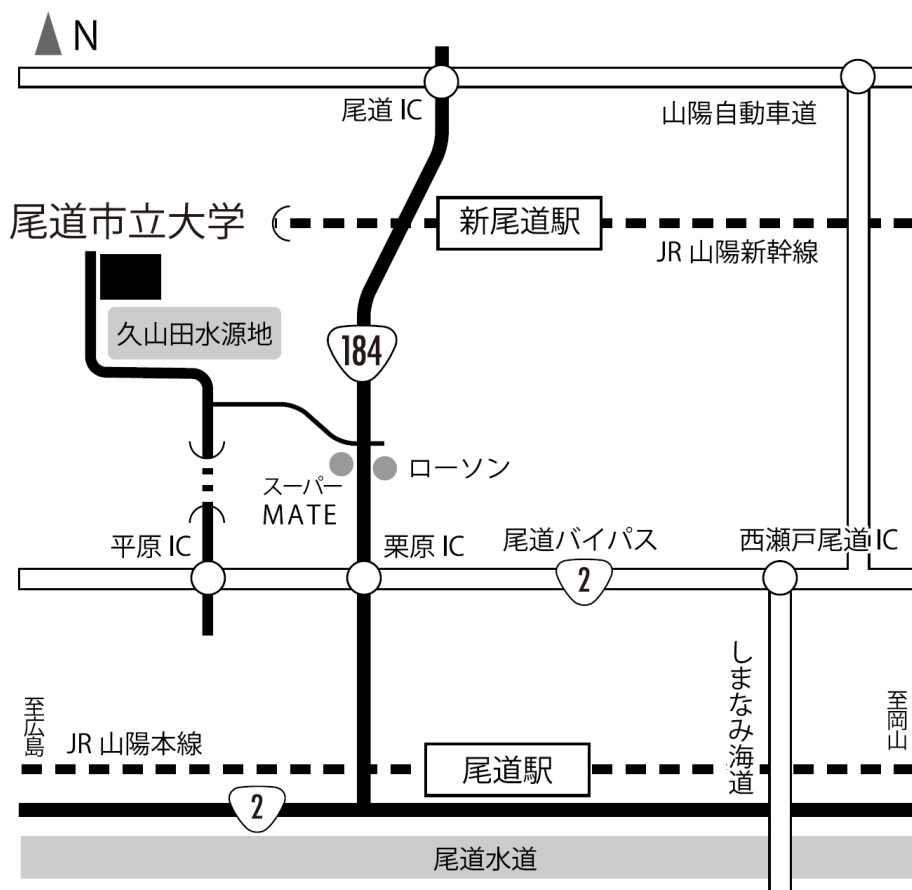 N
尾道 IC
山陽自動車道
尾道市立大学
新尾道駅
JR 山陽新幹線
久山田水源地
184
ローソン
スーパー
MATE
平原 IC
栗原 IC
尾道バイパス
2
西瀬戸尾道 IC
しまなみ海道
至広島
至岡山
JR 山陽本線
尾道駅
2
尾道水道